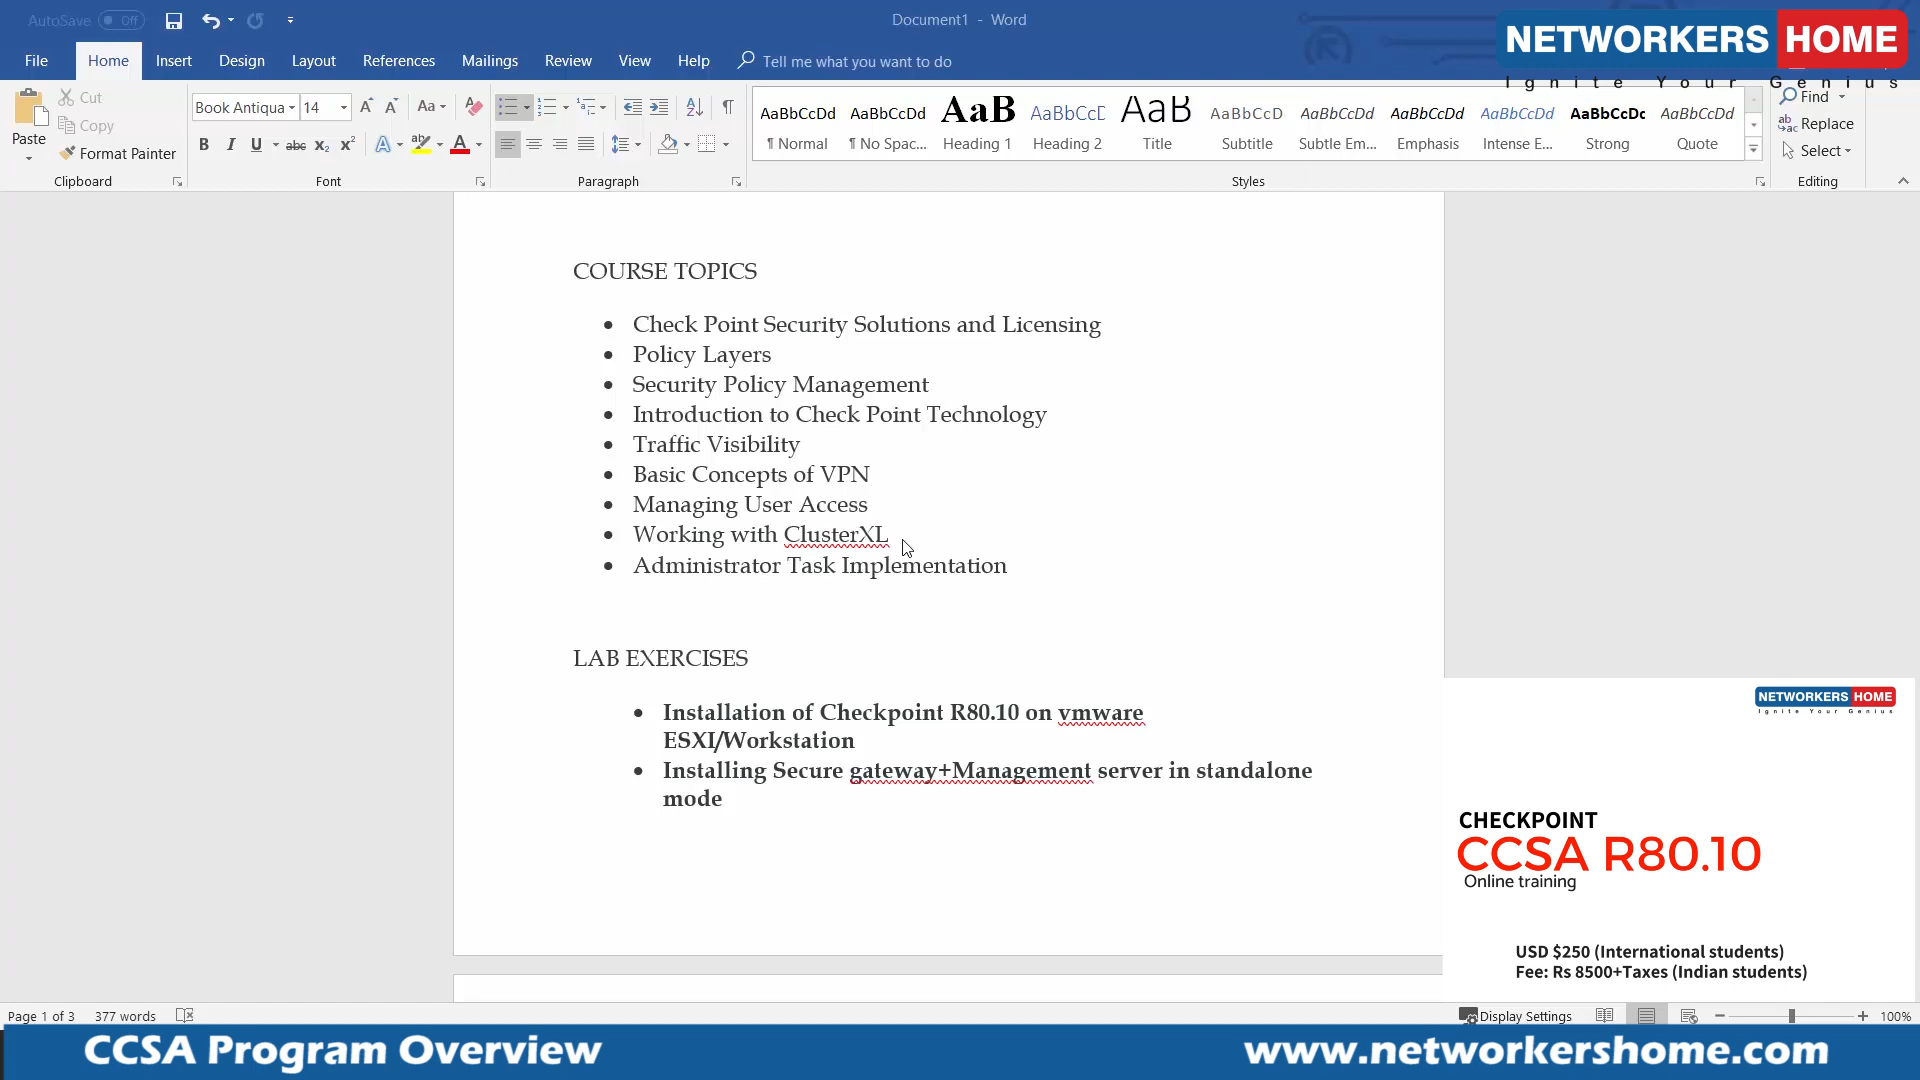 AutoSave Off
Document1 - Word
NETWORKERS HOME
Ignite Your Genius
File Home Insert Design Layout References Mailings Review View Help Tell me what you want to do
Paste
Cut
Copy
Format Painter
Clipboard
Book Antiqua 14
Aa
B I U abc X₂ X² A A
Font
Paragraph
AaBbCcDd AaBbCcDd AaB AaBbCcC AaB AaBbCcD AaBbCcDd AaBbCcDd AaBbCcDd AaBbCcDc AaBbCcDd
¶ Normal ¶ No Spac... Heading 1 Heading 2 Title Subtitle Subtle Em... Emphasis Intense E... Strong Quote
Styles
Find
Replace
Select
Editing
COURSE TOPICS
• Check Point Security Solutions and Licensing
• Policy Layers
• Security Policy Management
• Introduction to Check Point Technology
• Traffic Visibility
• Basic Concepts of VPN
• Managing User Access
• Working with ClusterXL
• Administrator Task Implementation
LAB EXERCISES
• Installation of Checkpoint R80.10 on vmware
ESXI/Workstation
• Installing Secure gateway+Management server in standalone
mode
NETWORKERS HOME
Ignite Your Genius
CHECKPOINT
CCSA R80.10
Online training
USD $250 (International students)
Fee: Rs 8500+Taxes (Indian students)
Page 1 of 3 377 words
Display Settings
100%
CCSA Program Overview
www.networkershome.com